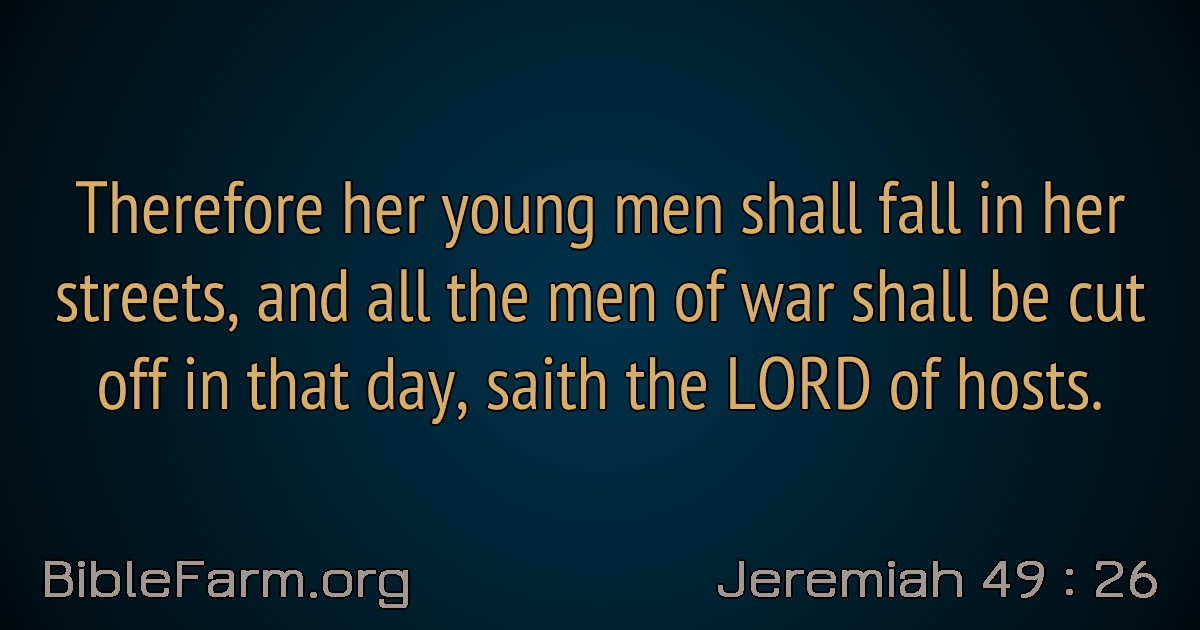 Therefore her young men shall fall in her
streets, and all the men of war shall be cut
off in that day, saith the LORD of hosts.
BibleFarm.org
Jeremiah 49 : 26